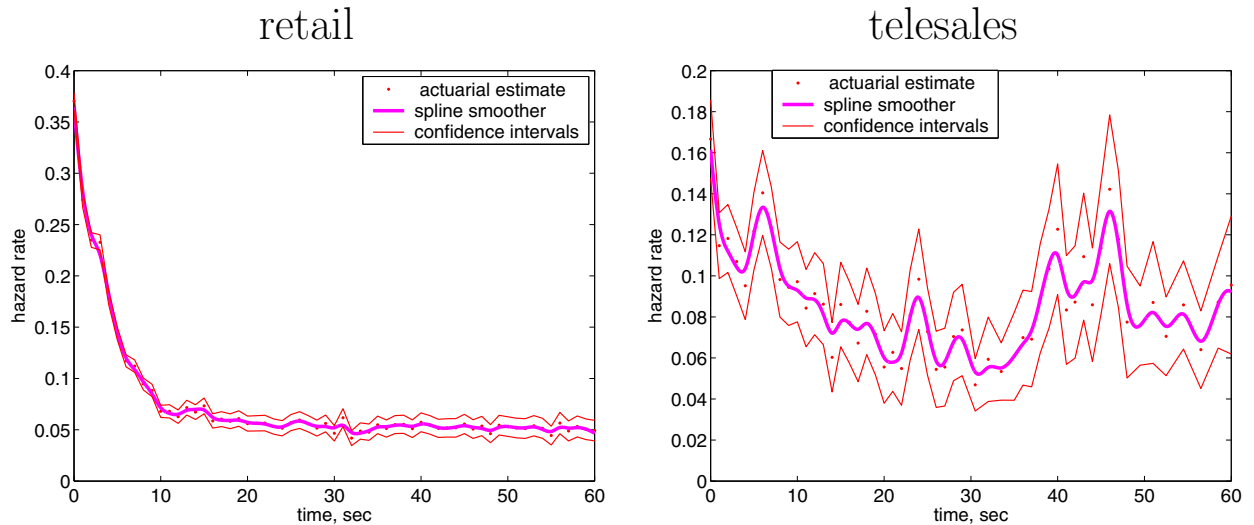 retail
0.4
0.35
0.3
0.25
0.2
0.15
0.1
0.05
0
hazard rate
actuarial estimate
spline smoother
confidence intervals
0 10 20 30 40 50 60
time, sec
telesales
0.2
0.18
0.16
0.14
0.12
0.1
0.08
0.06
0.04
0.02
0
hazard rate
actuarial estimate
spline smoother
confidence intervals
0 10 20 30 40 50 60
time, sec